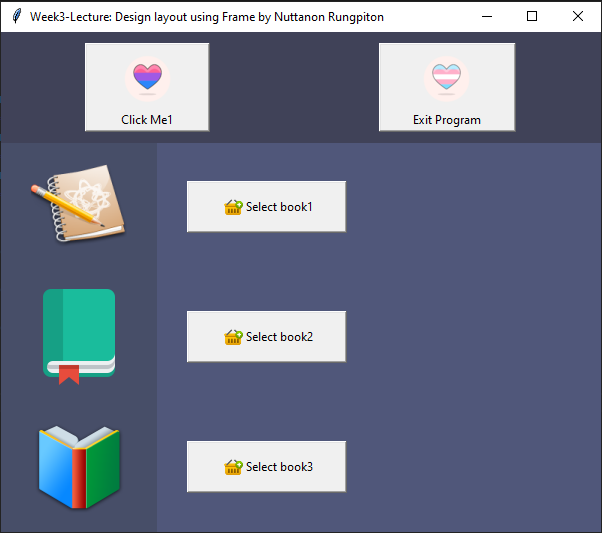 Week3-Lecture: Design layout using Frame by Nuttanon Rungpiton
Click Me1
Exit Program
Select book1
Select book2
Select book3